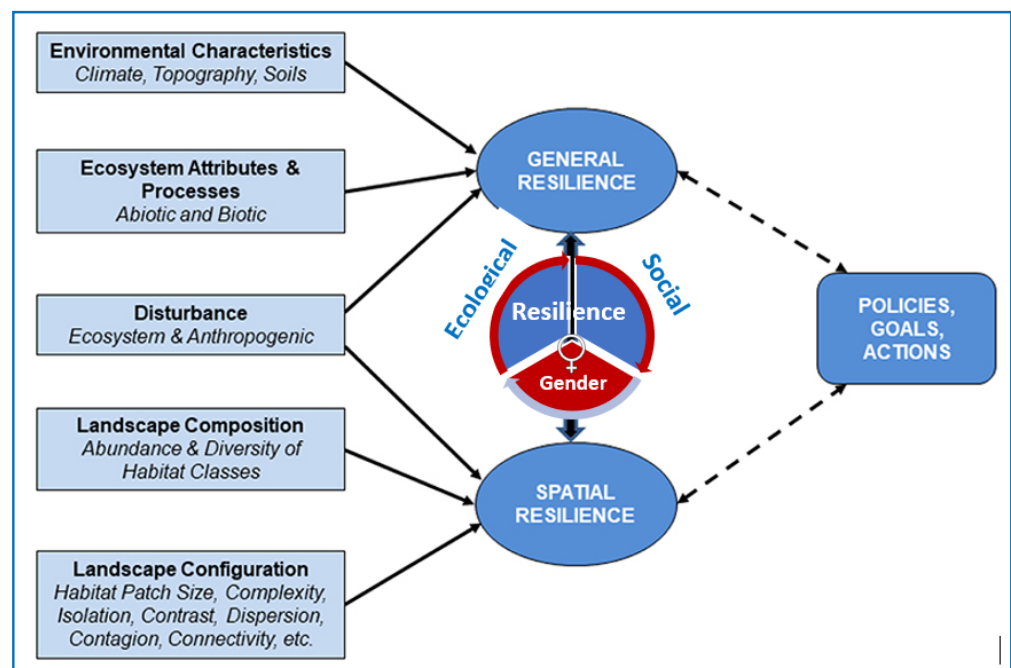 Environmental Characteristics
Climate, Topography, Soils
Ecosystem Attributes &
Processes
Abiotic and Biotic
Disturbance
Ecosystem & Anthropogenic
Landscape Composition
Abundance & Diversity of
Habitat Classes
Landscape Configuration
Habitat Patch Size, Complexity,
Isolation, Contrast, Dispersion,
Contagion, Connectivity, etc.
GENERAL
RESILIENCE
Ecological
Social
Resilience
Gender
SPATIAL
RESILIENCE
POLICIES,
GOALS,
ACTIONS